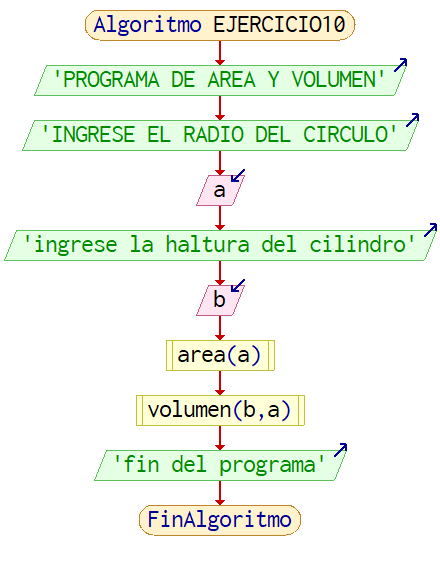 Algoritmo EJERCICIO10
'PROGRAMA DE AREA Y VOLUMEN'
'INGRESE EL RADIO DEL CIRCULO'
a
'ingrese la haltura del cilindro'
b
area(a)
volumen(b,a)
'fin del programa'
FinAlgoritmo